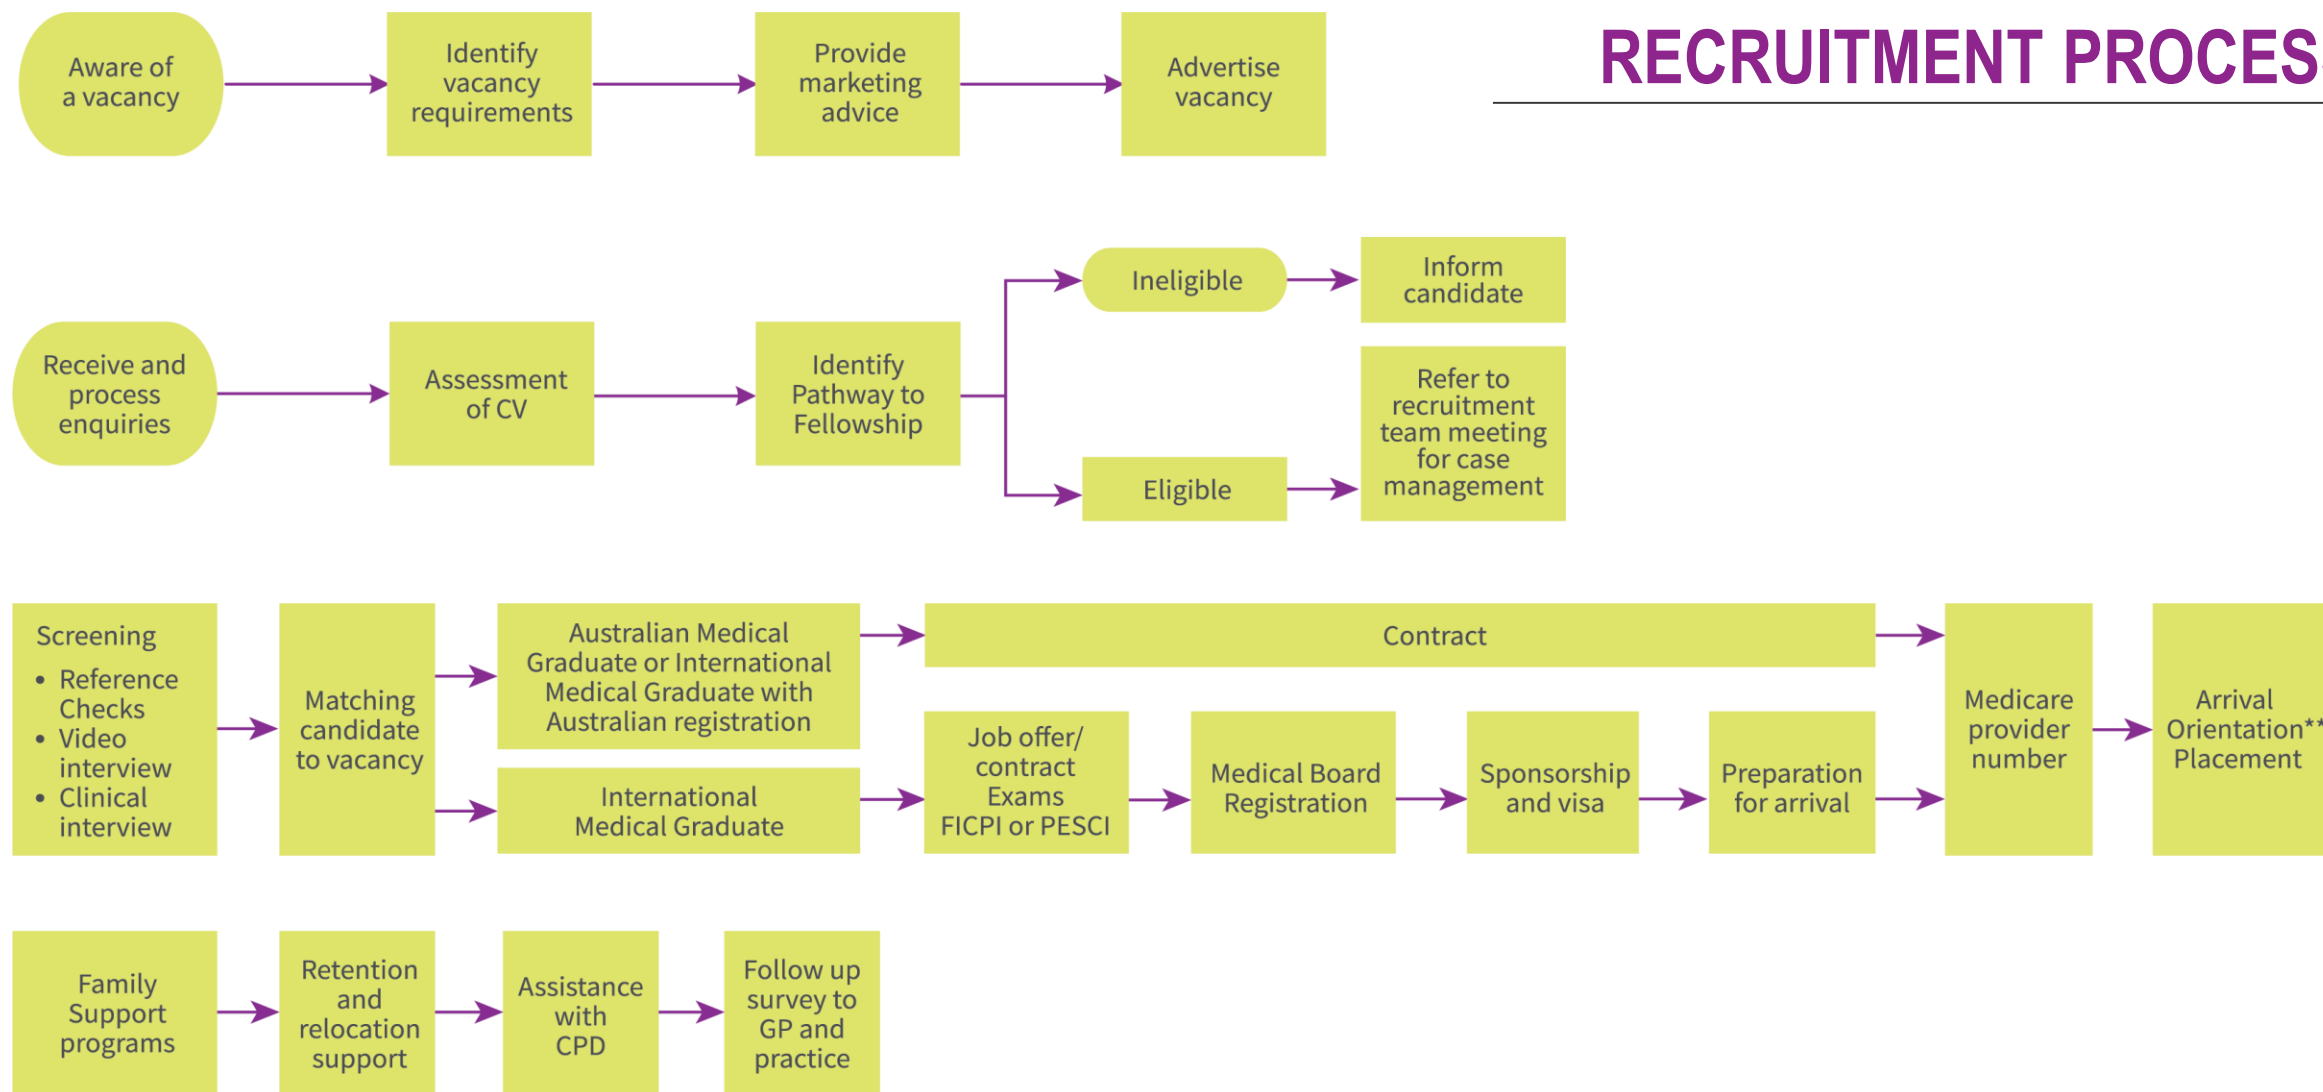 RECRUITMENT PROCES
Aware of
a vacancy
Identify
vacancy
requirements
Provide
marketing
advice
Advertise
vacancy
Receive and
process
enquiries
Assessment
of CV
Identify
Pathway to
Fellowship
Ineligible
Inform
candidate
Eligible
Refer to
recruitment
team meeting
for case
management
Screening
• Reference
Checks
• Video
interview
• Clinical
interview
Matching
candidate
to vacancy
Australian Medical
Graduate or International
Medical Graduate with
Australian registration
Contract
International
Medical Graduate
Job offer/
contract
Exams
FICPI or PESCI
Medical Board
Registration
Sponsorship
and visa
Preparation
for arrival
Medicare
provider
number
Arrival
Orientation**
Placement
Family
Support
programs
Retention
and
relocation
support
Assistance
with
CPD
Follow up
survey to
GP and
practice